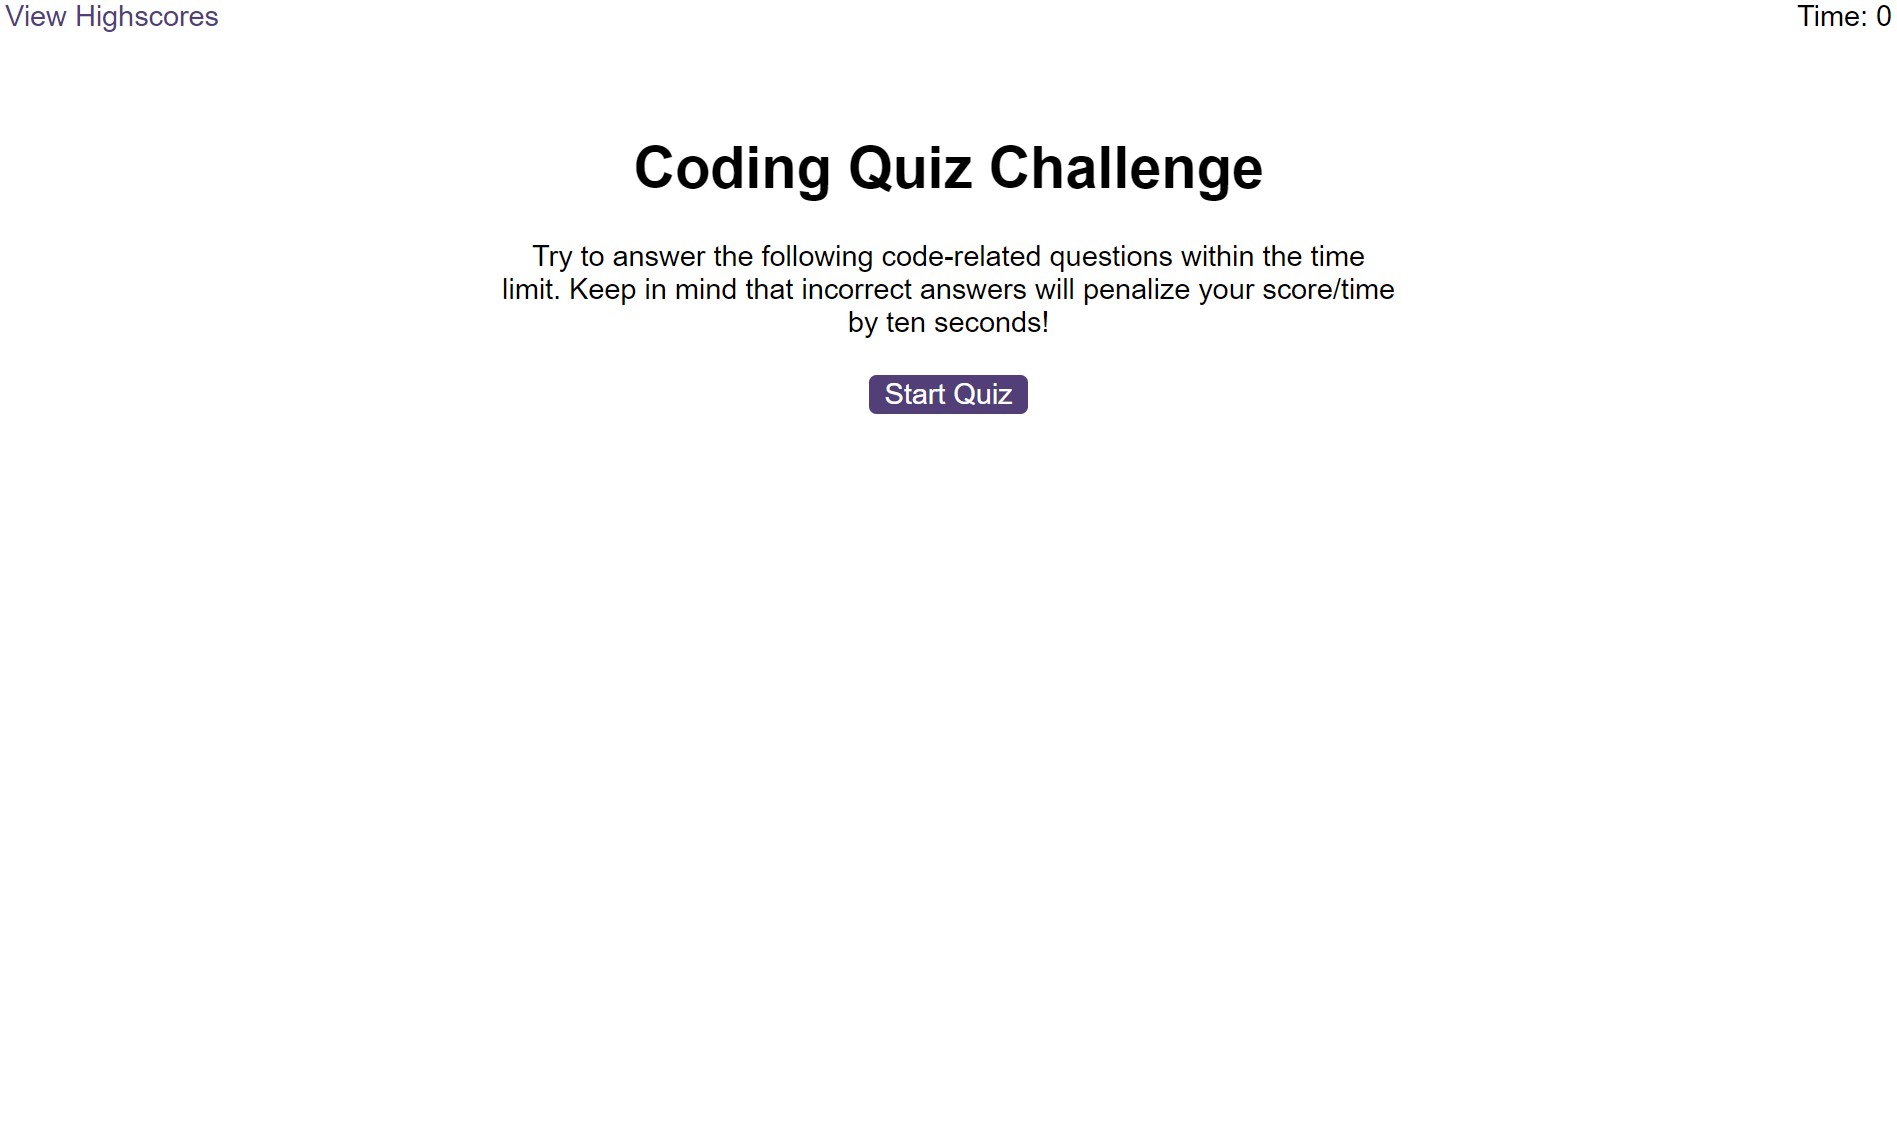 View Highscores
Time: 0
Coding Quiz Challenge
Try to answer the following code-related questions within the time
limit. Keep in mind that incorrect answers will penalize your score/time
by ten seconds!
Start Quiz